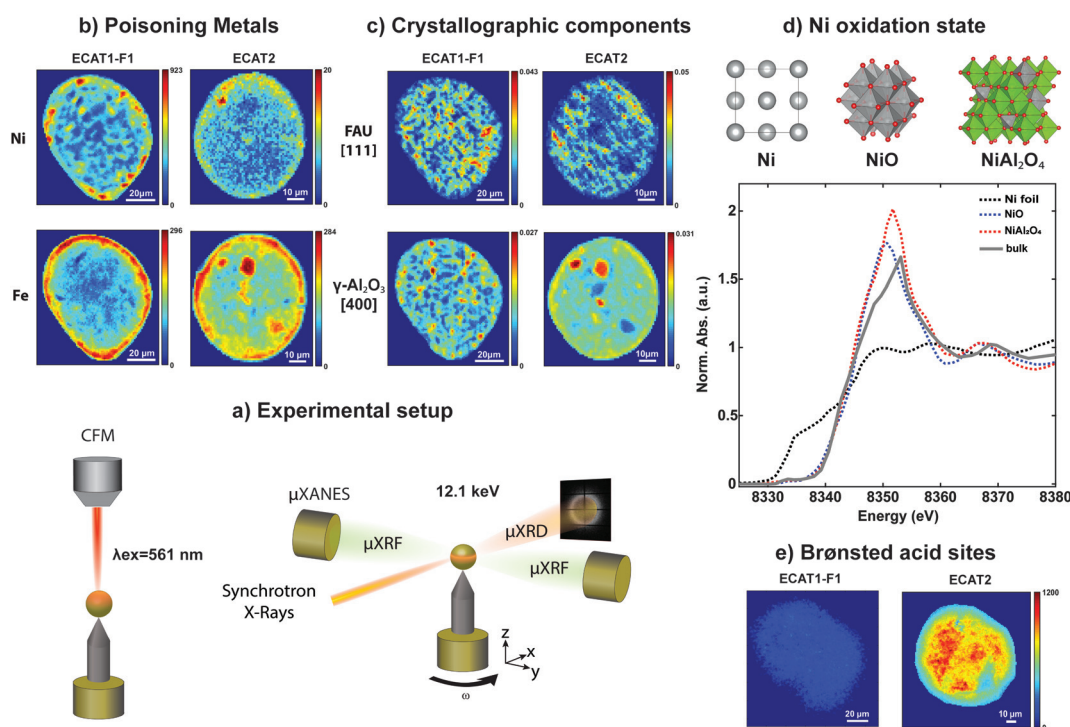 b) Poisoning Metals
ECAT1-F1
ECAT2
Ni
923
0
20µm
20
0
10 µm
Fe
296
0
20 µm
284
0
10 µm
c) Crystallographic components
ECAT1-F1
ECAT2
FAU
[111]
0.043
0
20µm
0.05
0
10 µm
γ-Al₂O₃
[400]
0.027
0
20 µm
0.031
0
10µm
d) Ni oxidation state
Ni
NiO
NiAl₂O₄
Ni foil
NiO
NiAl₂O₄
bulk
Norm. Abs. (a.u.)
2
1.5
1
0.5
0
8330
8340
8350
8360
8370
8380
Energy (eV)
a) Experimental setup
CFM
λex=561 nm
µXANES
µXRF
12.1 keV
µXRD
µXRF
Synchrotron
X-Rays
z
x
y
ω
e) Brønsted acid sites
ECAT1-F1
ECAT2
20 µm
1200
0
10 µm